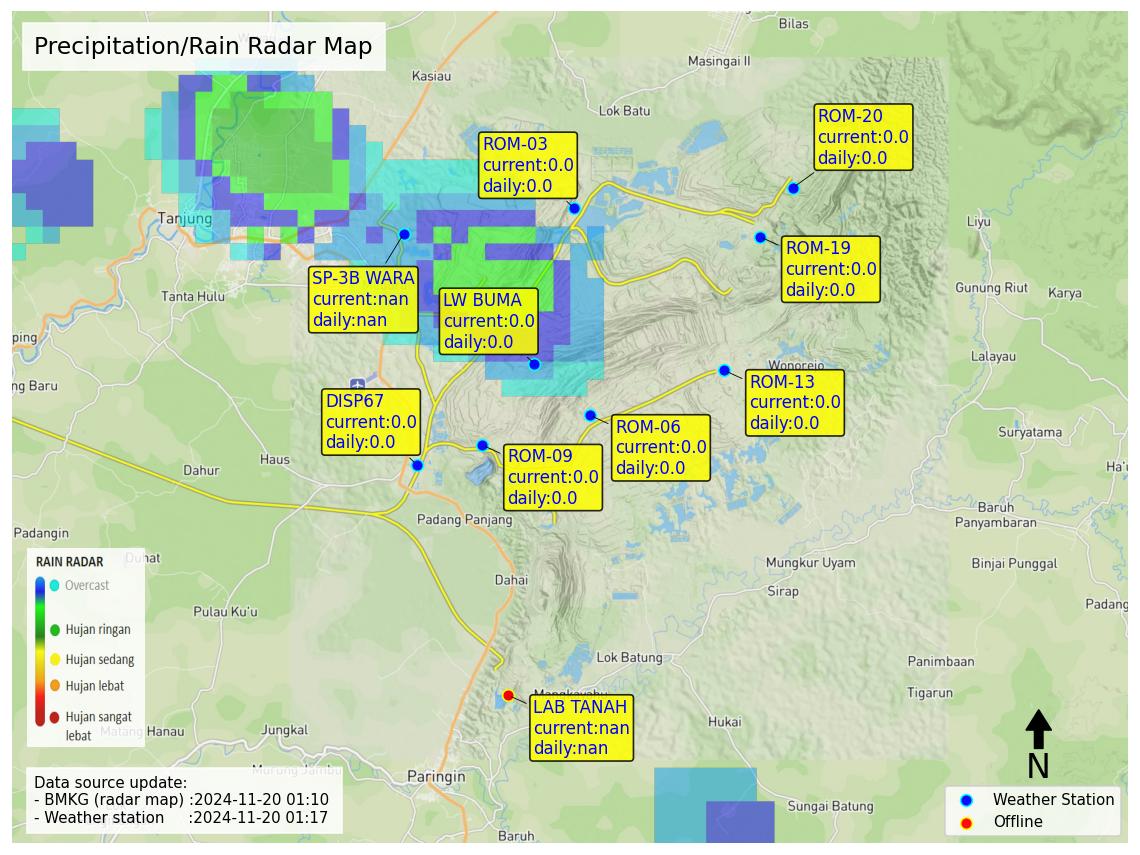 Precipitation/Rain Radar Map
Bilas
Masingai II
Kasiau
Lok Batu
ROM-20
current:0.0
daily:0.0
ROM-03
current:0.0
daily:0.0
Tanjung
Liyu
ROM-19
current:0.0
daily:0.0
SP-3B WARA
current:nan
daily:nan
Tanta Hulu
LW BUMA
current:0.0
daily:0.0
Gunung Riut
Karya
ping
Lalayau
Wonorejo
ng Baru
ROM-13
current:0.0
daily:0.0
DISP67
current:0.0
daily:0.0
ROM-06
current:0.0
daily:0.0
Suryatama
ROM-09
current:0.0
daily:0.0
Haus
Dahur
Ha'u
Padang Panjang
Baruh
Panyambaran
Padangin
Duhat
Mungkur Uyam
Binjai Punggal
Dahai
Sirap
Padang
Pulau Ku'u
RAIN RADAR
Overcast
Hujan ringan
Hujan sedang
Hujan lebat
Hujan sangat
lebat
Lok Batung
Panimbaan
Tigarun
Mangkayahu
LAB TANAH
current:nan
daily:nan
Hukai
Matang Hanau
Jungkal
Murung Jambu
Paringin
N
Data source update:
- BMKG (radar map) :2024-11-20 01:10
- Weather station :2024-11-20 01:17
Sungai Batung
Baruh
Weather Station
Offline